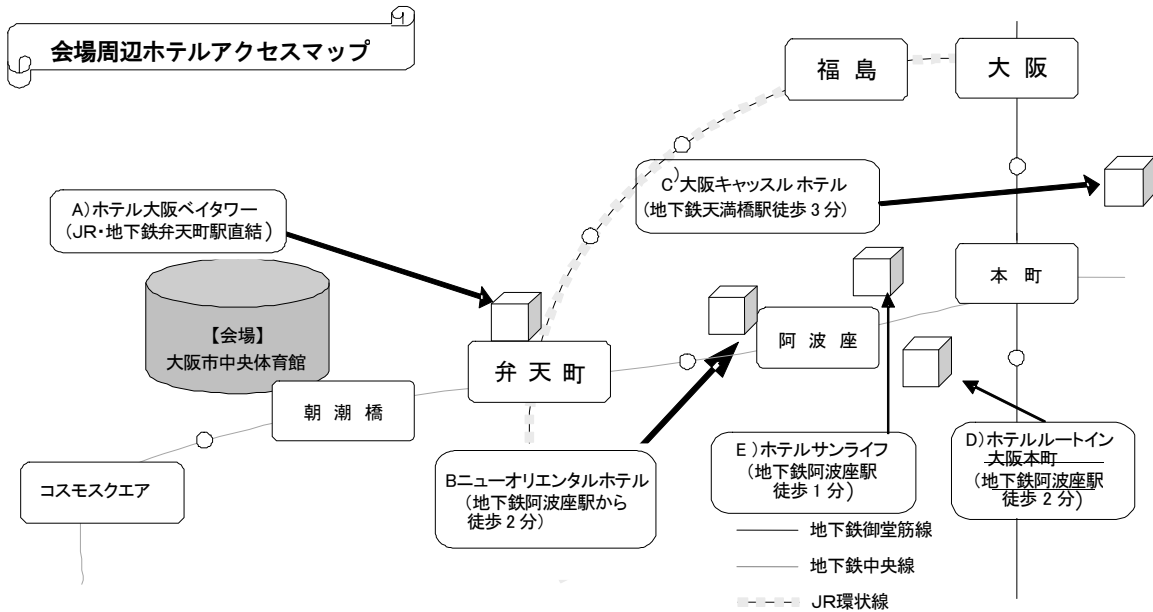 会場周辺ホテルアクセスマップ
福島
大阪
C)大阪キャッスルホテル
(地下鉄天満橋駅徒歩3分)
A)ホテル大阪ベイタワー
(JR・地下鉄弁天町駅直結)
本町
【会場】
大阪市中央体育館
阿波座
弁天町
朝潮橋
コスモスクエア
Bニューオリエンタルホテル
(地下鉄阿波座駅から
徒歩2分)
E)ホテルサンライフ
(地下鉄阿波座駅
徒歩1分)
D)ホテルルートイン
大阪本町
(地下鉄阿波座駅
徒歩2分)
地下鉄御堂筋線
地下鉄中央線
JR環状線